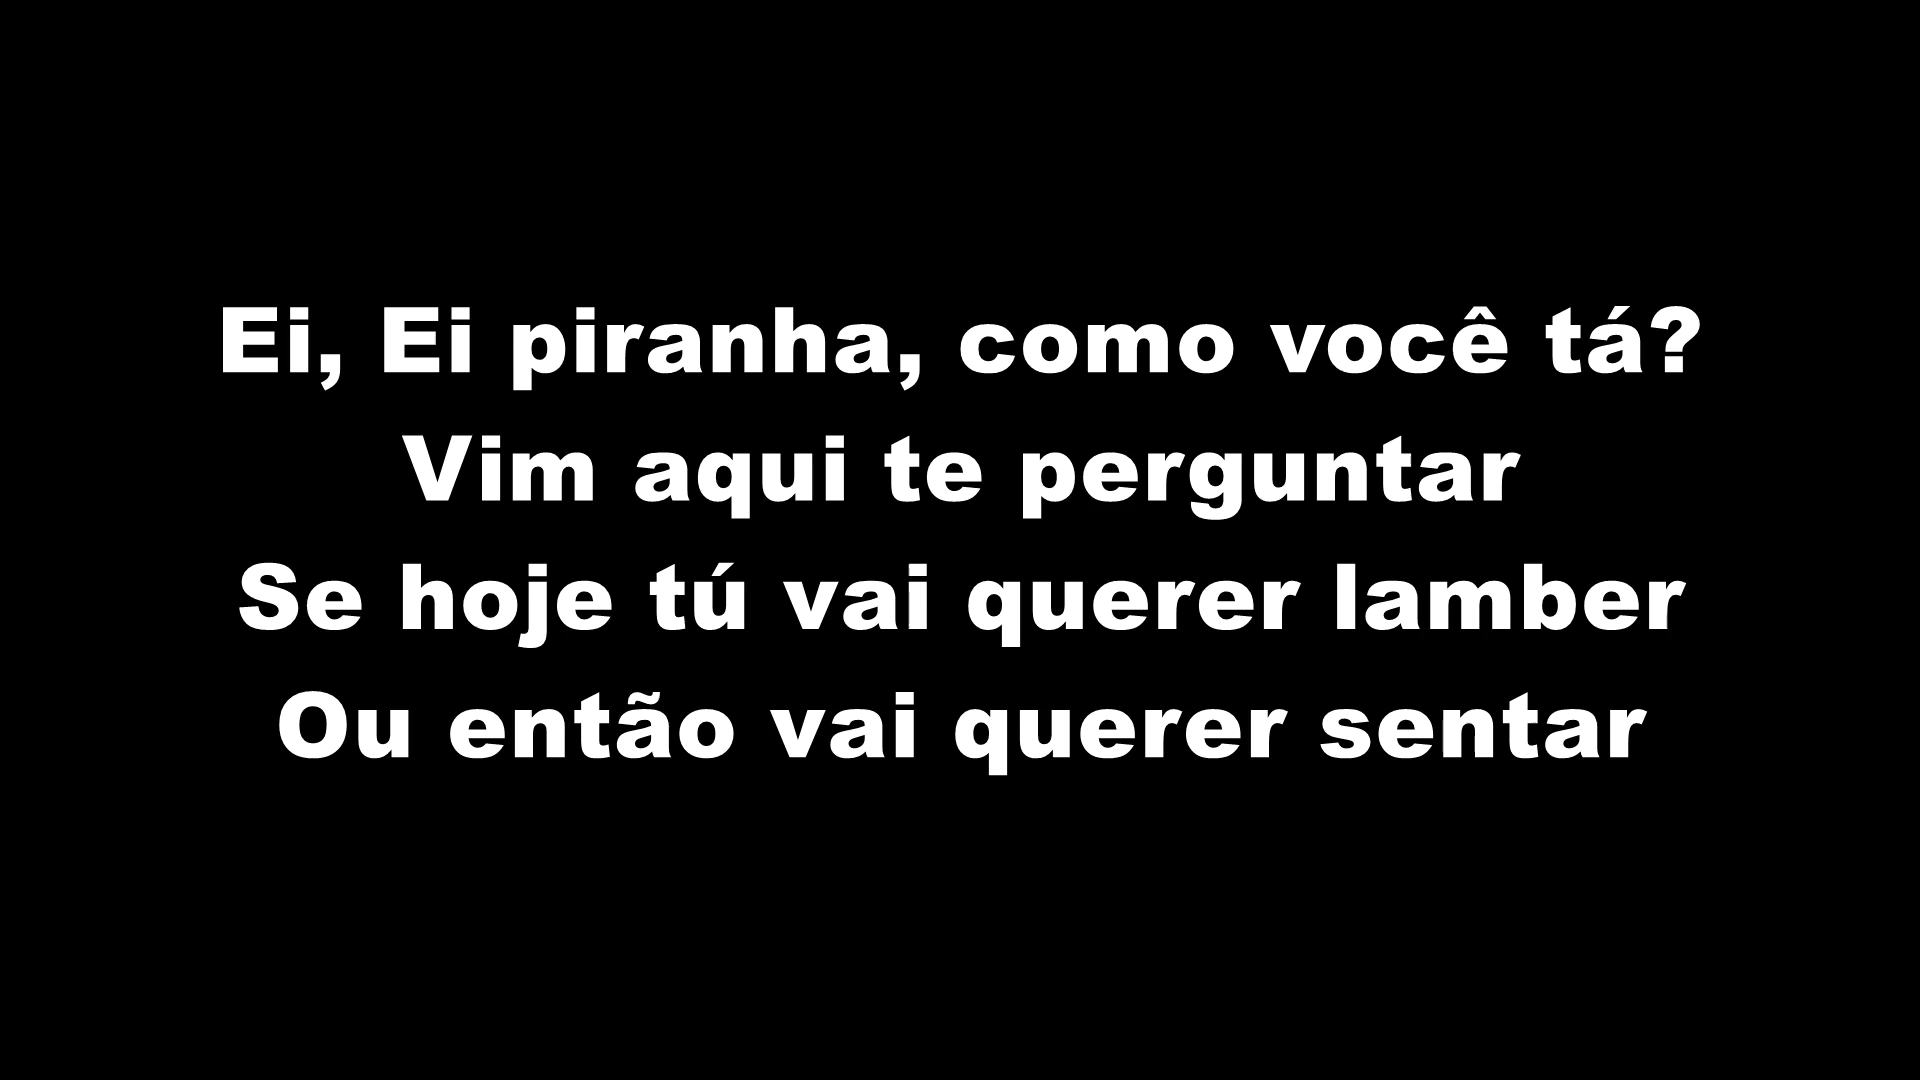 Ei, Ei piranha, como você tá?
Vim aqui te perguntar
Se hoje tú vai querer lamber
Ou então vai querer sentar